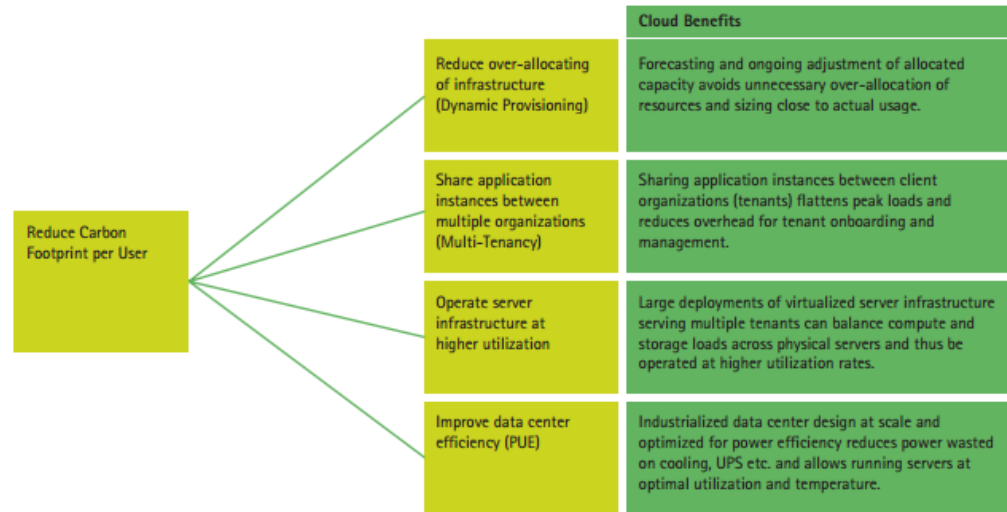 Cloud Benefits
Reduce Carbon
Footprint per User
Reduce over-allocating
of infrastructure
(Dynamic Provisioning)
Forecasting and ongoing adjustment of allocated
capacity avoids unnecessary over-allocation of
resources and sizing close to actual usage.
Share application
instances between
multiple organizations
(Multi-Tenancy)
Sharing application instances between client
organizations (tenants) flattens peak loads and
reduces overhead for tenant onboarding and
management.
Operate server
infrastructure at
higher utilization
Large deployments of virtualized server infrastructure
serving multiple tenants can balance compute and
storage loads across physical servers and thus be
operated at higher utilization rates.
Improve data center
efficiency (PUE)
Industrialized data center design at scale and
optimized for power efficiency reduces power wasted
on cooling, UPS etc. and allows running servers at
optimal utilization and temperature.